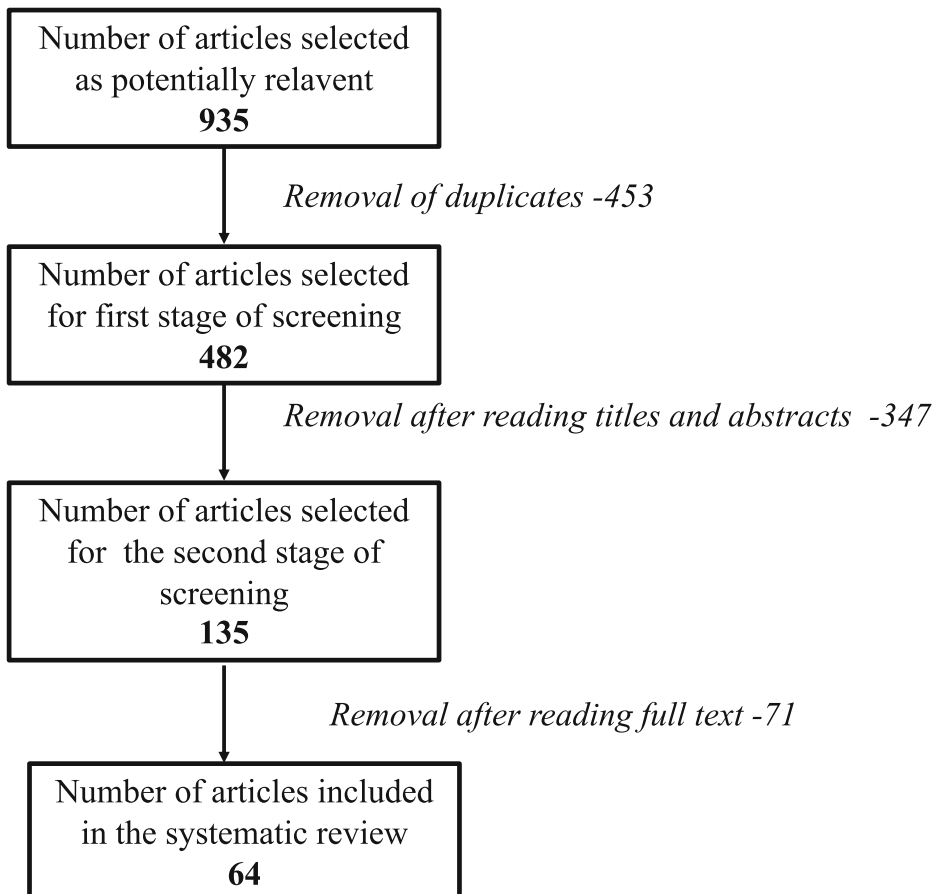 Number of articles selected
as potentially relavent
935
Removal of duplicates -453
Number of articles selected
for first stage of screening
482
Removal after reading titles and abstracts -347
Number of articles selected
for the second stage of
screening
135
Removal after reading full text -71
Number of articles included
in the systematic review
64